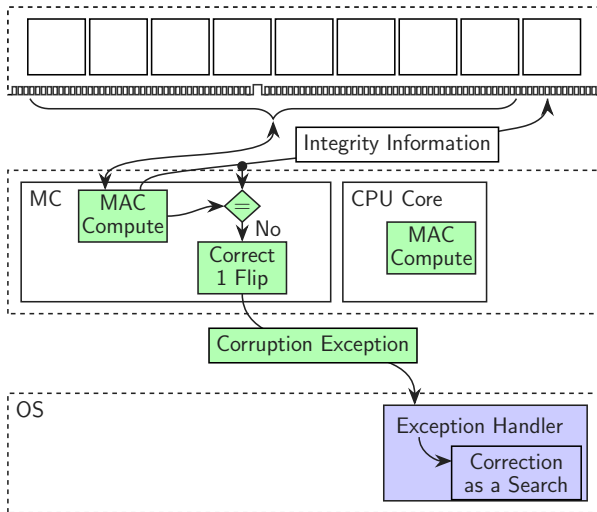 Integrity Information
MC
MAC
Compute
=
No
Correct
1 Flip
CPU Core
MAC
Compute
Corruption Exception
OS
Exception Handler
Correction
as a Search